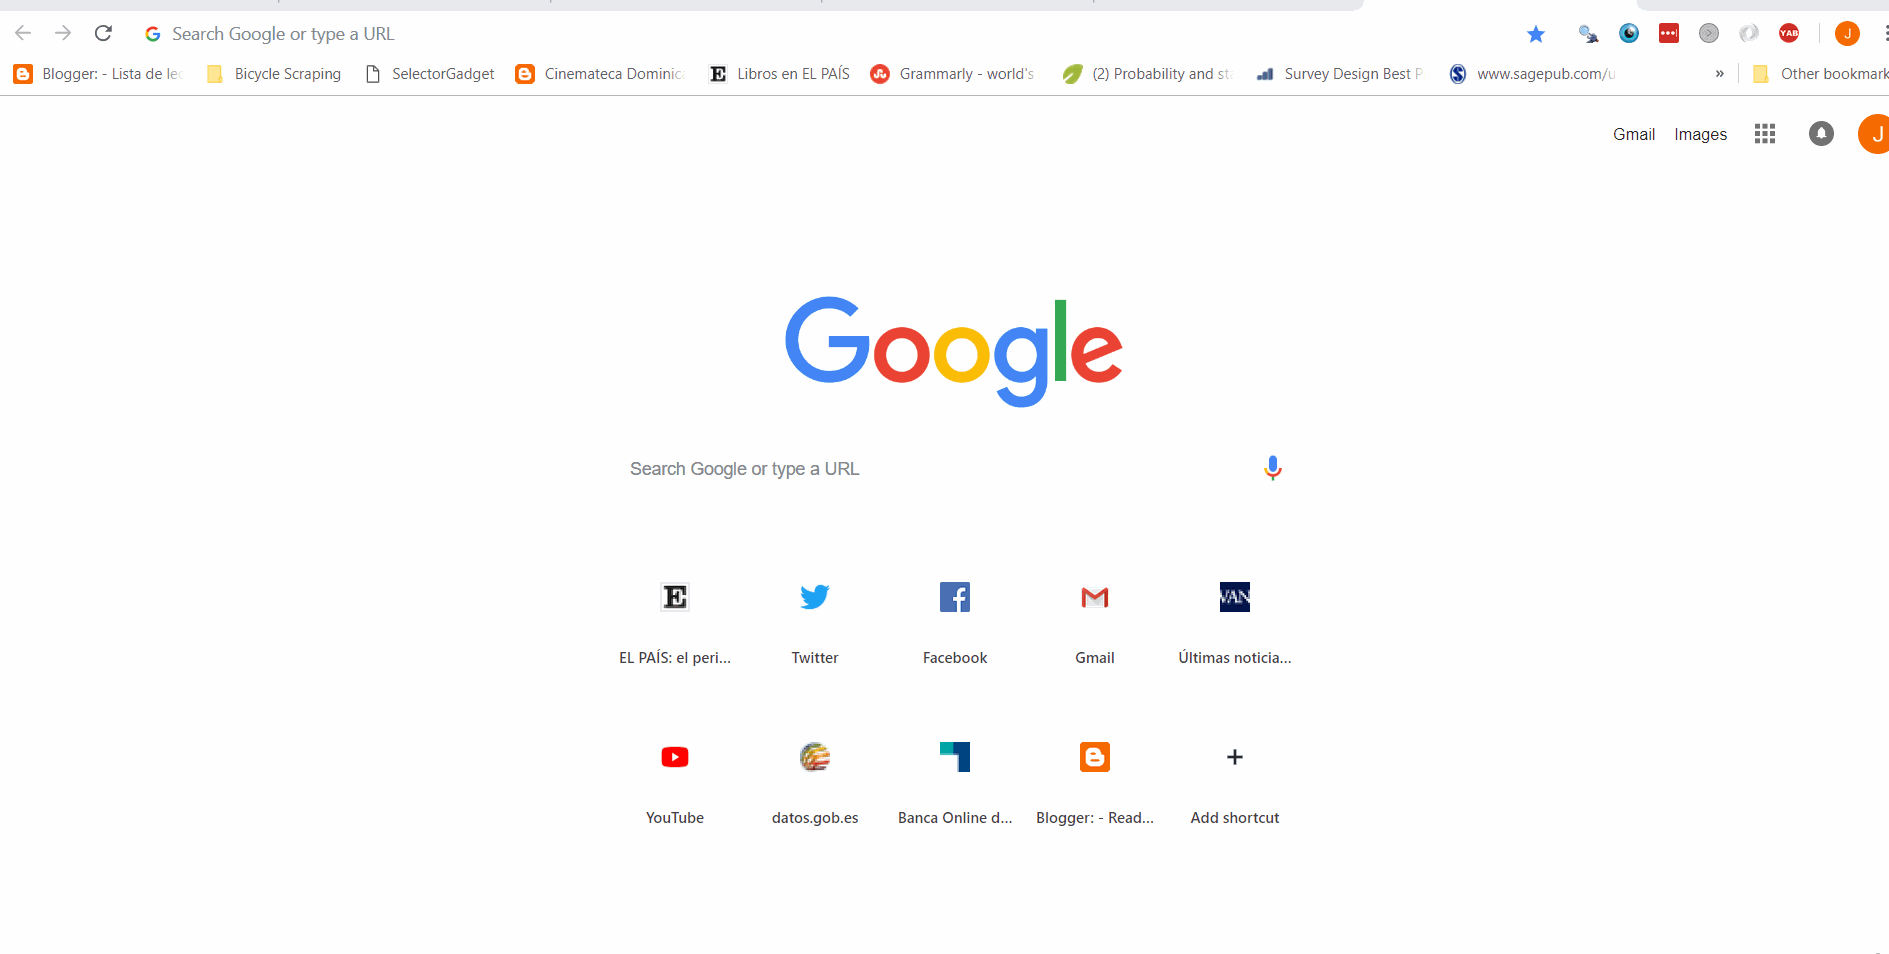 Search Google or type a URL
Blogger: - Lista de lec Bicycle Scraping SelectorGadget Cinemateca Dominic Libros en EL PAÍS Grammarly - world's (2) Probability and st Survey Design Best P www.sagepub.com/u » Other bookmark
Gmail Images J
Google
Search Google or type a URL
EL PAÍS: el peri... Twitter Facebook Gmail Últimas noticia...
YouTube datos.gob.es Banca Online d... Blogger: - Read... Add shortcut